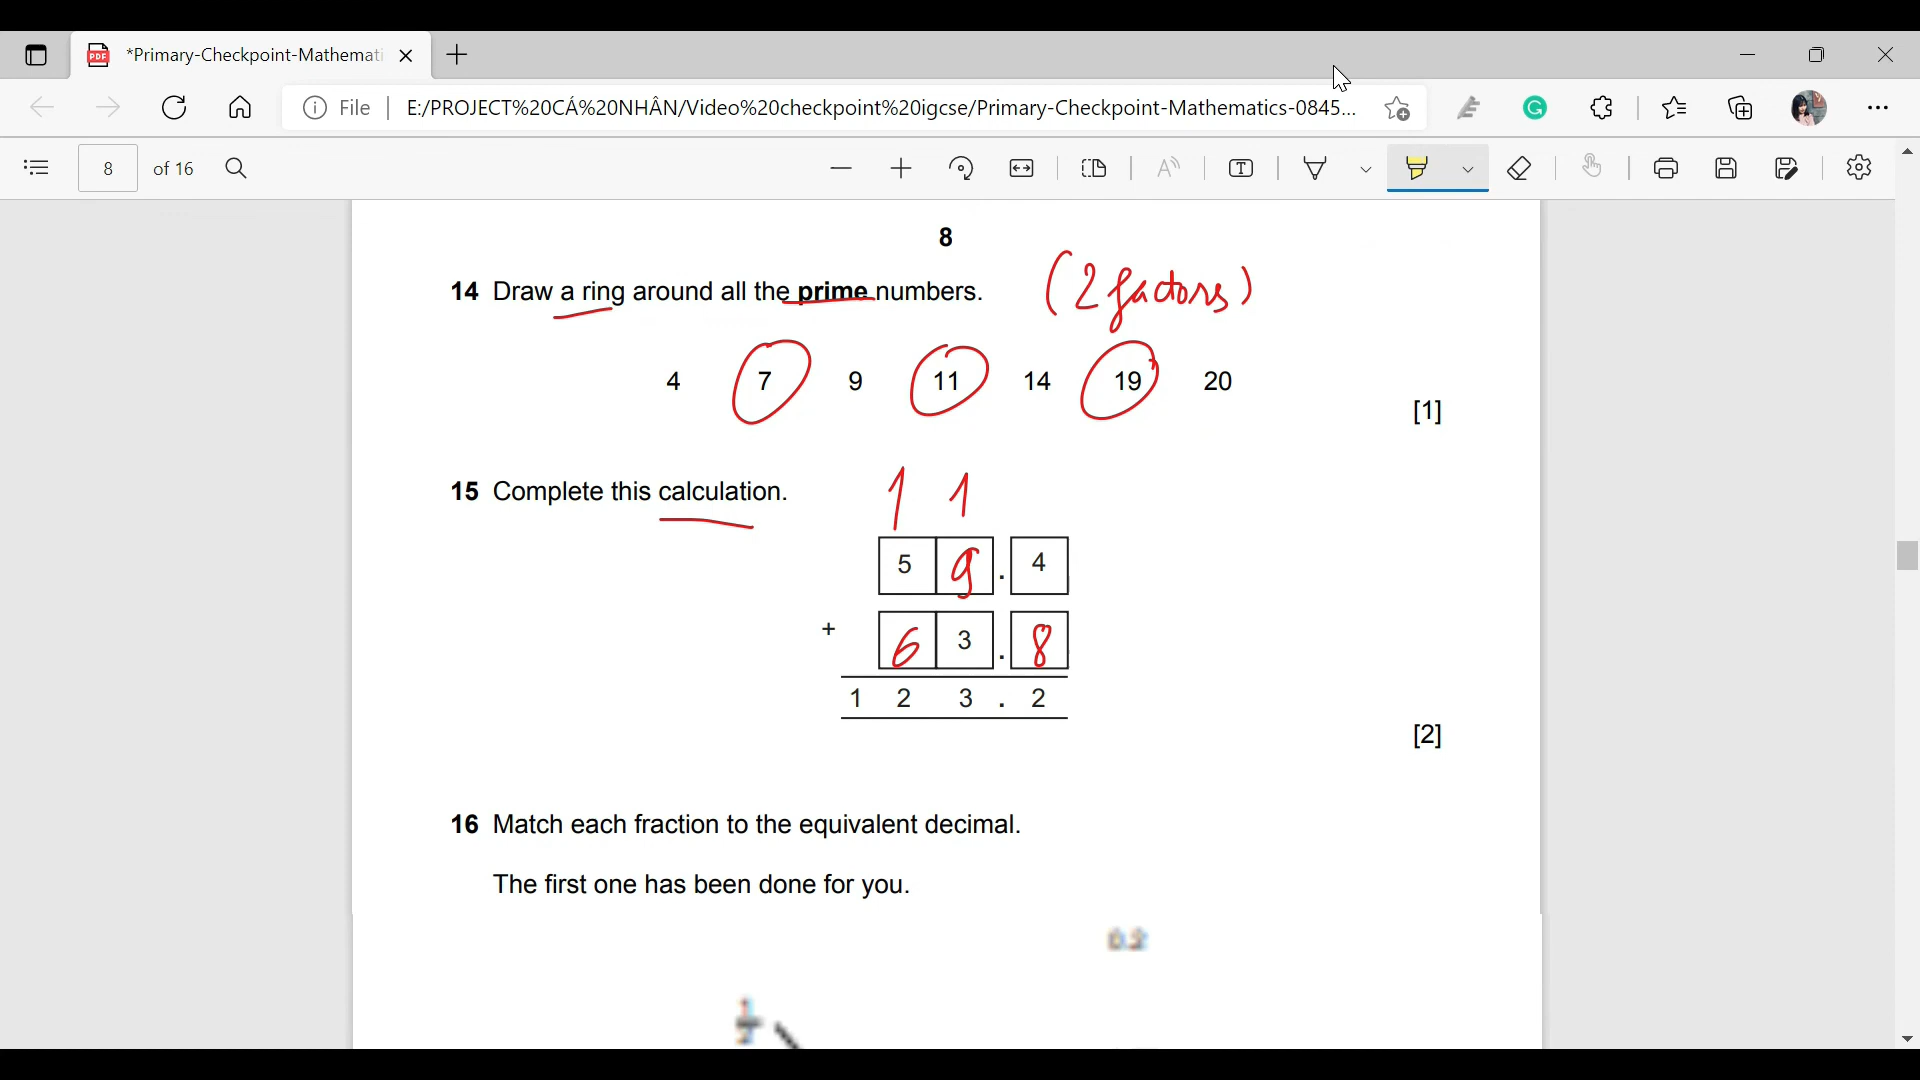 *Primary-Checkpoint-Mathemati
File E:/PROJECT%20CÁ%20NHÂN/Video%20checkpoint%20igcse/Primary-Checkpoint-Mathematics-0845...
8 of 16
8
14 Draw a ring around all the prime numbers. (2 factors)
4 7 9 11 14 19 20
[1]
15 Complete this calculation. 1 1
5 9 . 4
+ 6 3 . 8
1 2 3 . 2
[2]
16 Match each fraction to the equivalent decimal.
The first one has been done for you.
0.2